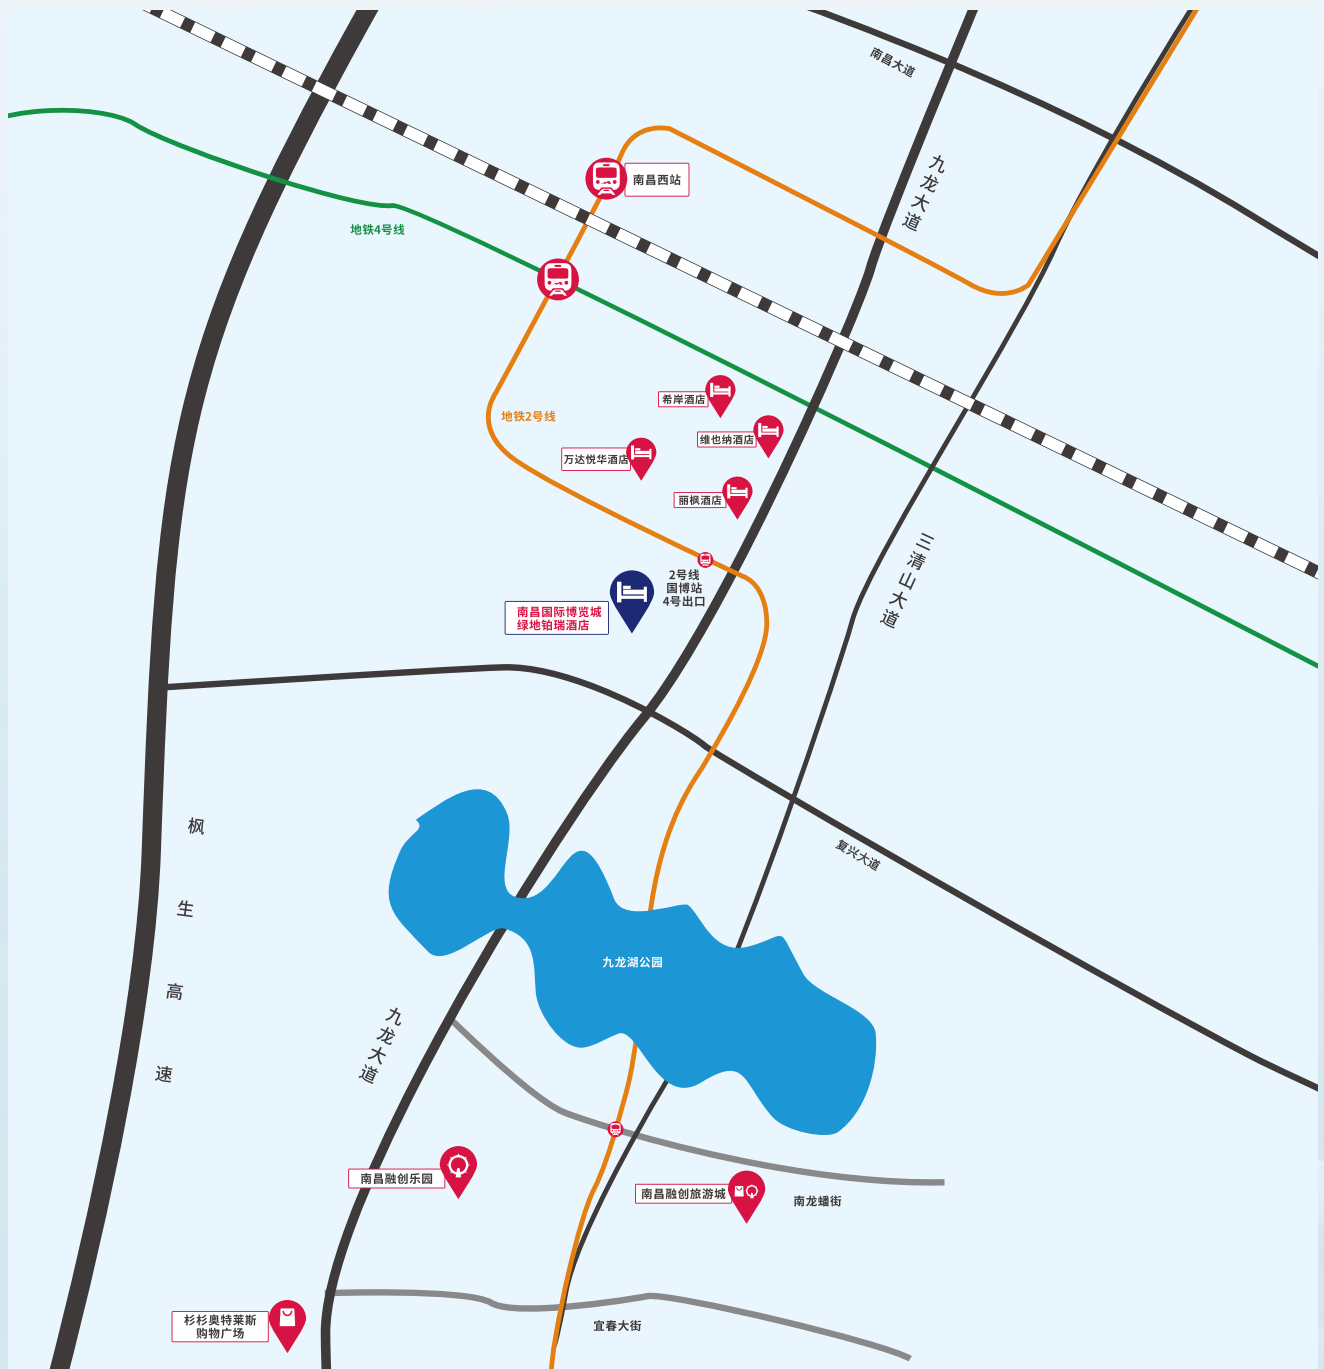 南昌大道
九龙大道
南昌西站
地铁4号线
希岸酒店
地铁2号线
维也纳酒店
万达悦华酒店
丽枫酒店
三清山大道
2号线
国博站
4号出口
南昌国际博览城
绿地铂瑞酒店
枫生高速
复兴大道
九龙湖公园
九龙大道
南昌融创乐园
南昌融创旅游城
南龙蟠街
杉杉奥特莱斯
购物广场
宜春大街